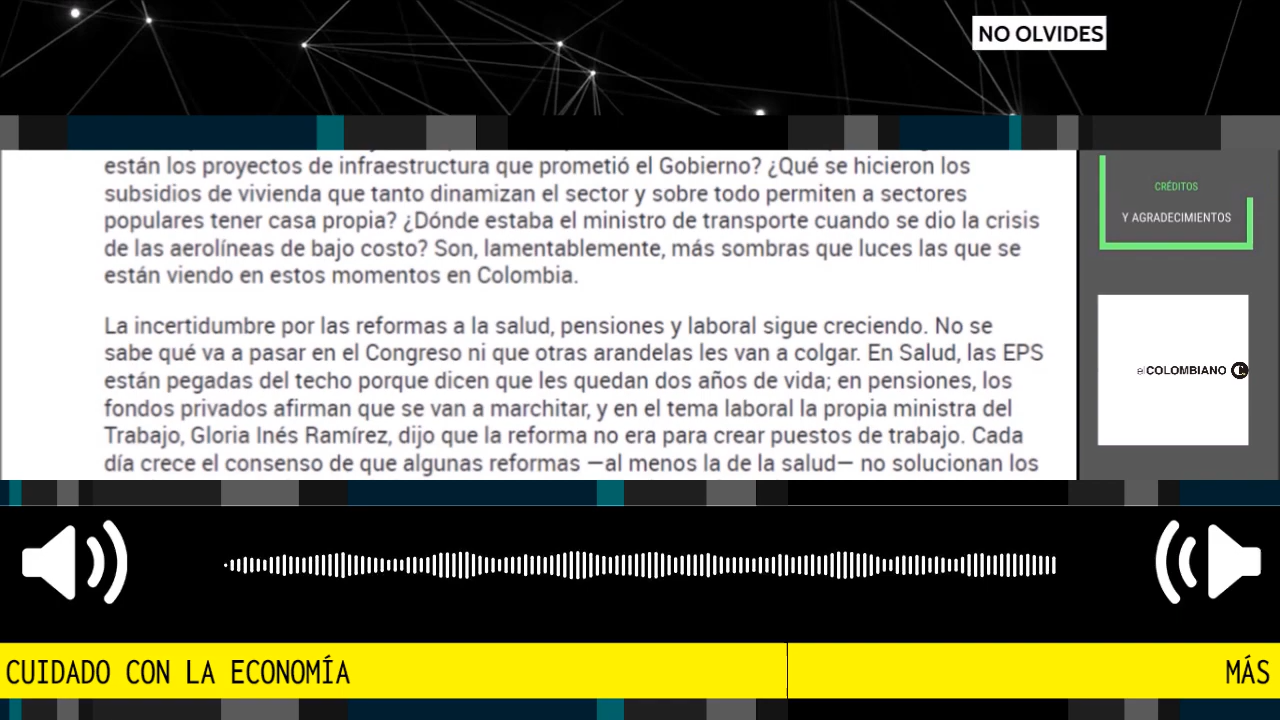 NO OLVIDES
están los proyectos de infraestructura que prometió el Gobierno? ¿Qué se hicieron los
subsidios de vivienda que tanto dinamizan el sector y sobre todo permiten a sectores
populares tener casa propia? ¿Dónde estaba el ministro de transporte cuando se dio la crisis
de las aerolíneas de bajo costo? Son, lamentablemente, más sombras que luces las que se
están viendo en estos momentos en Colombia.
La incertidumbre por las reformas a la salud, pensiones y laboral sigue creciendo. No se
sabe qué va a pasar en el Congreso ni que otras arandelas les van a colgar. En Salud, las EPS
están pegadas del techo porque dicen que les quedan dos años de vida; en pensiones, los
fondos privados afirman que se van a marchitar, y en el tema laboral la propia ministra del
Trabajo, Gloria Inés Ramírez, dijo que la reforma no era para crear puestos de trabajo. Cada
día crece el consenso de que algunas reformas —al menos la de la salud— no solucionan los
CRÉDITOS
Y AGRADECIMIENTOS
elCOLOMBIANO
CUIDADO CON LA ECONOMÍA
MÁS